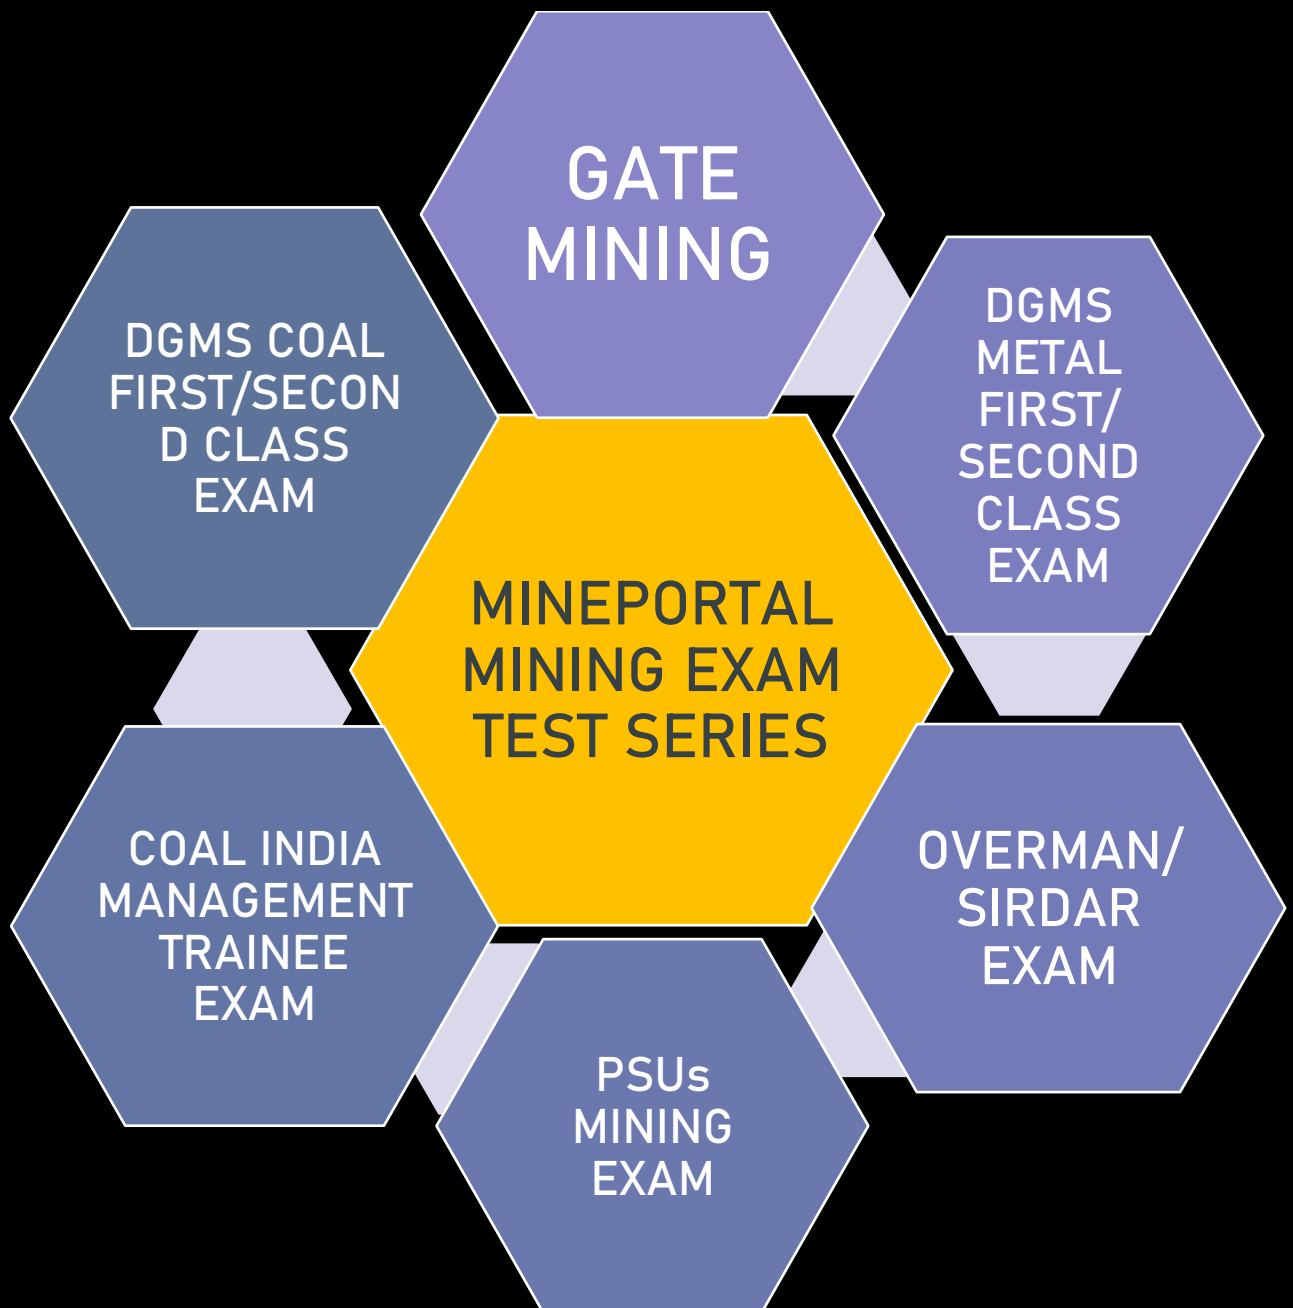 GATE
MINING
DGMS
METAL
FIRST/
SECOND
CLASS
EXAM
OVERMAN/
SIRDAR
EXAM
PSUs
MINING
EXAM
COAL INDIA
MANAGEMENT
TRAINEE
EXAM
DGMS COAL
FIRST/SECON
D CLASS
EXAM
MINEPORTAL
MINING EXAM
TEST SERIES